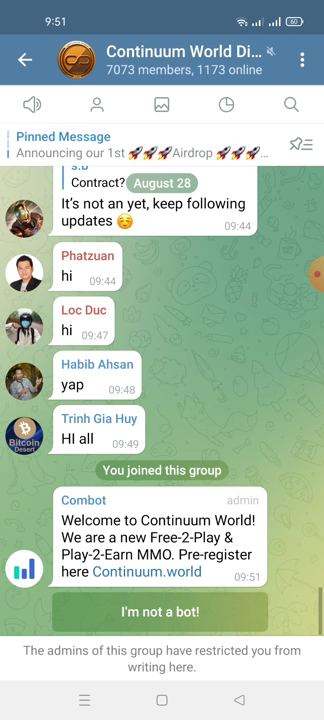 9:51
60
Continuum World Di...
7073 members, 1173 online
Pinned Message
Announcing our 1st 🚀🚀🚀Airdrop 🚀🚀🚀...
Contract?
August 28
It's not an yet, keep following
updates ☺️
09:44
Phatzuan
hi
09:44
Loc Duc
hi
09:47
Habib Ahsan
yap
09:48
Bitcoin
Desert
Trinh Gia Huy
HI all
09:49
You joined this group
Combot
admin
Welcome to Continuum World!
We are a new Free-2-Play &
Play-2-Earn MMO. Pre-register
here Continuum.world
09:51
I'm not a bot!
The admins of this group have restricted you from
writing here.